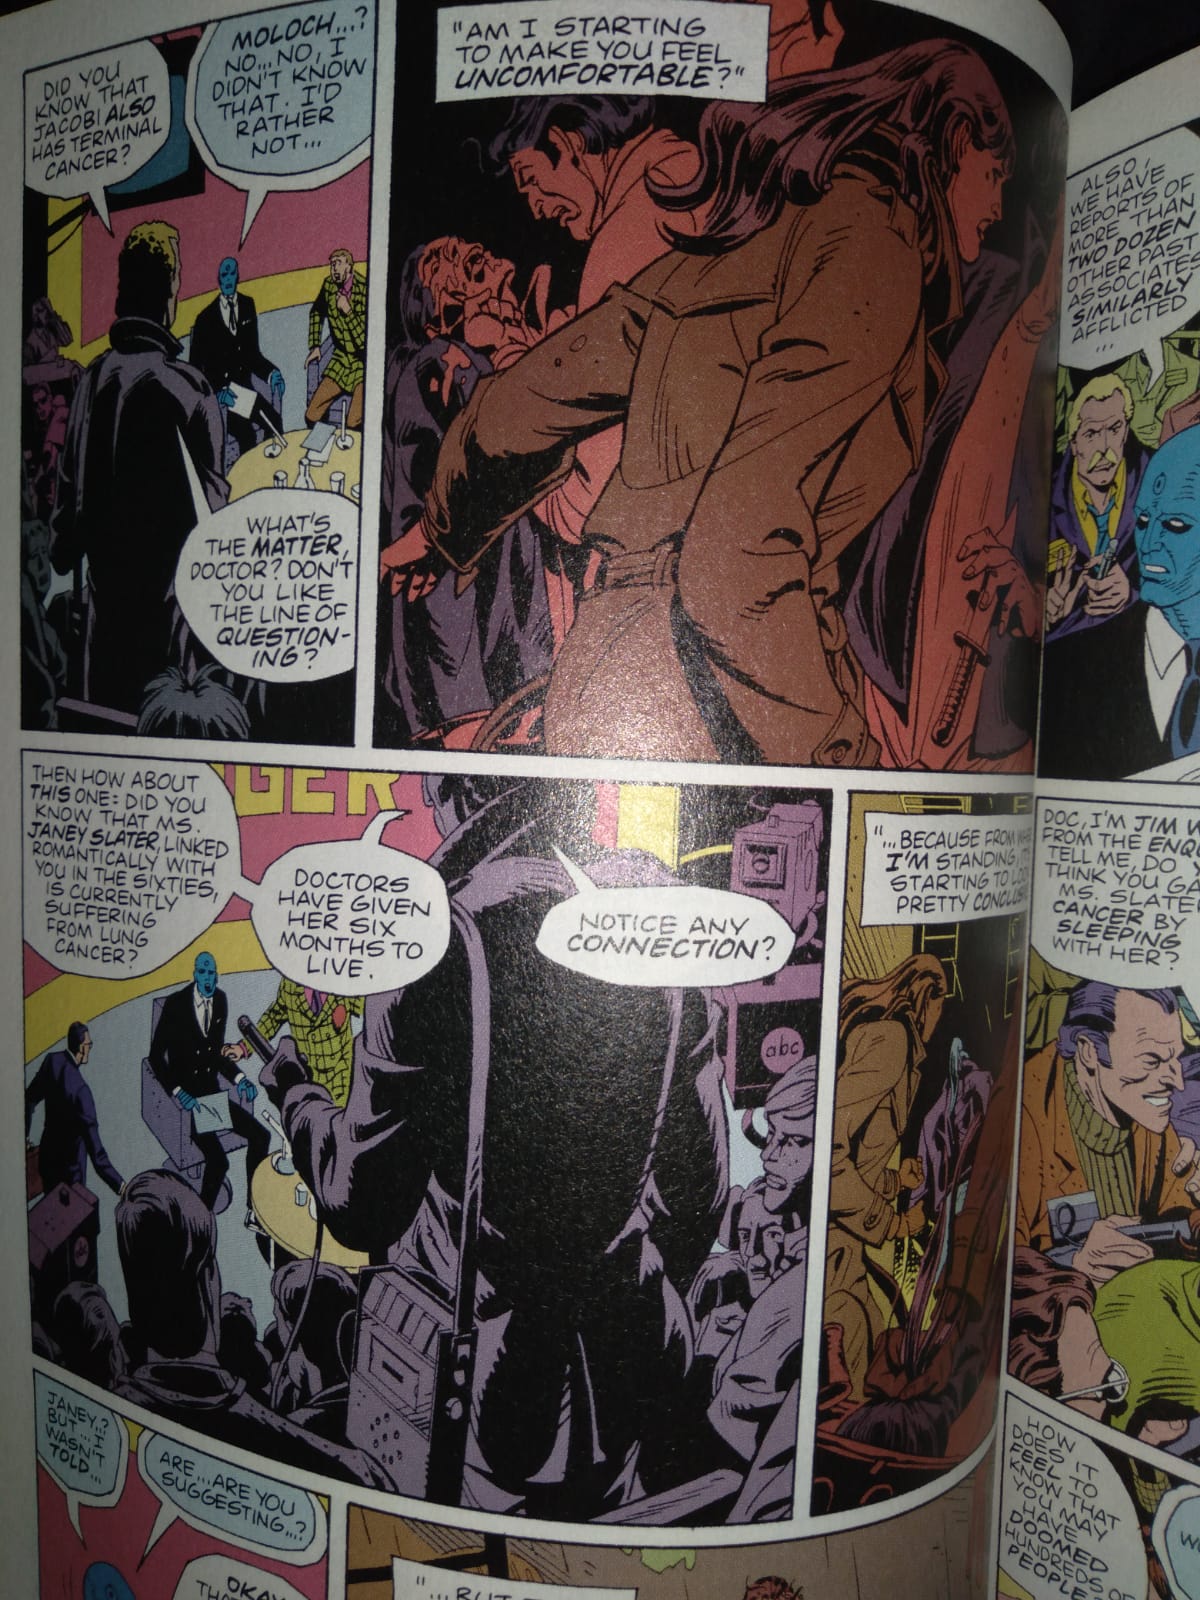 DID YOU
KNOW THAT
JACOBI ALSO
HAS TERMINAL
CANCER?
MOLOCH...?
NO... NO, I
DIDN'T KNOW
THAT. I'D
RATHER
NOT...
WHAT'S
THE MATTER,
DOCTOR? DON'T
YOU LIKE
THE LINE OF
QUESTION-
ING?
"AM I STARTING
TO MAKE YOU FEEL
UNCOMFORTABLE?"
THEN HOW ABOUT
THIS ONE: DID YOU
KNOW THAT MS.
JANEY SLATER, LINKED
ROMANTICALLY WITH
YOU IN THE SIXTIES,
IS CURRENTLY
SUFFERING
FROM LUNG
CANCER?
GER
DOCTORS
HAVE GIVEN
HER SIX
MONTHS TO
LIVE.
NOTICE ANY
CONNECTION?
abc
abc
"...BECAUSE FROM
I'M STANDING, IT'S
STARTING TO
PRETTY
JANEY..?
BUT... I
WASN'T
TOLD...
ARE... ARE YOU
SUGGESTING...?
OKAY
"...BUT
ALSO,
WE HAVE
REPORTS OF
MORE THAN
TWO DOZEN
OTHER PAST
ASSOCIATES
SIMILARLY
AFFLICTED
...
DOC, I'M JIM
FROM THE
TELL ME, DO
THINK YOU
MS. SLATER
CANCER BY
SLEEPING
WITH HER?
HOW
DOES IT
FEEL TO
KNOW THAT
YOU MAY
HAVE
DOOMED
HUNDREDS OF
PEOPLE